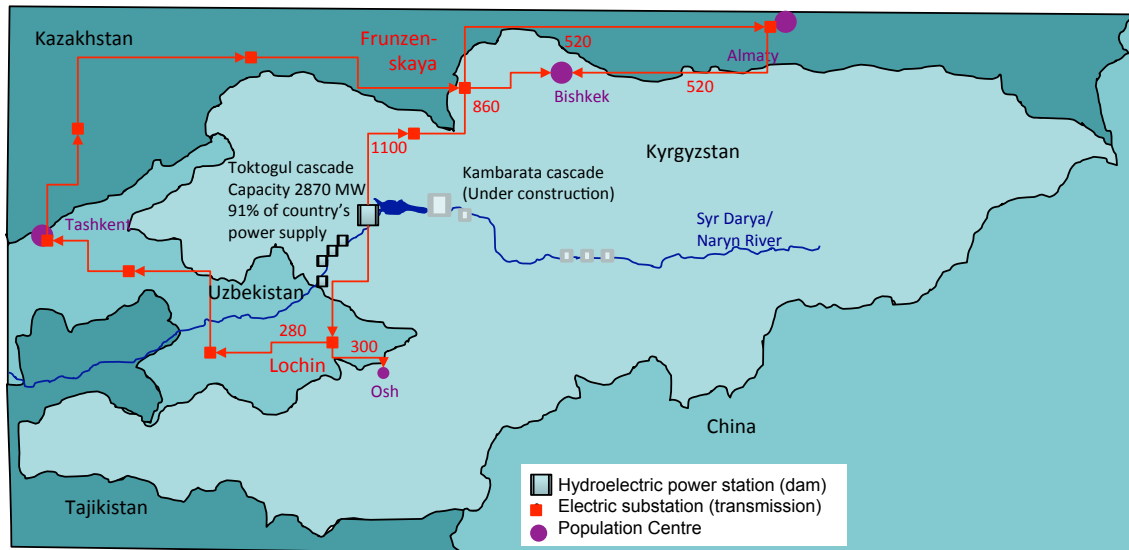 Kazakhstan
Frunzen-
skaya
520
Almaty
860
Bishkek
520
1100
Kyrgyzstan
Toktogul cascade
Capacity 2870 MW
91% of country's
power supply
Kambarata cascade
(Under construction)
Tashkent
Syr Darya/
Naryn River
Uzbekistan
280
300
Lochin
Osh
China
Tajikistan
Hydroelectric power station (dam)
Electric substation (transmission)
Population Centre